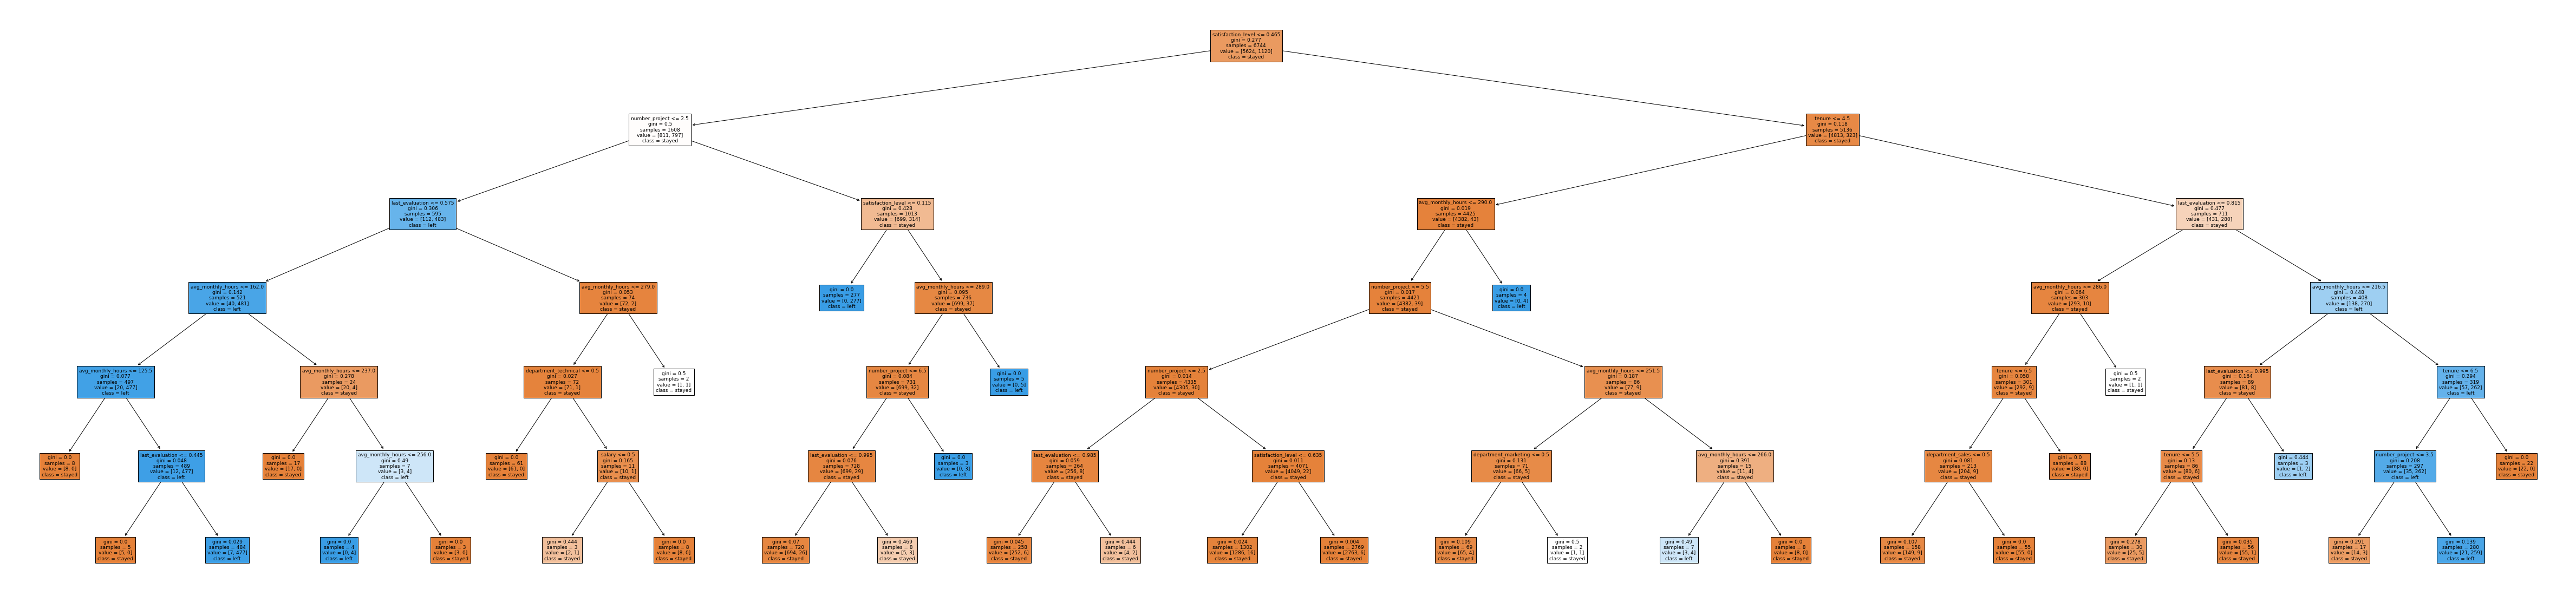 satisfaction_level <= 0.465
gini = 0.277
samples = 6744
value = [5624, 1120]
class = stayed
number_project <= 2.5
gini = 0.5
samples = 1608
value = [811, 797]
class = stayed
tenure <= 4.5
gini = 0.118
samples = 5136
value = [4813, 323]
class = stayed
last_evaluation <= 0.575
gini = 0.306
samples = 595
value = [112, 483]
class = left
satisfaction_level <= 0.115
gini = 0.428
samples = 1013
value = [699, 314]
class = stayed
avg_monthly_hours <= 290.0
gini = 0.019
samples = 4425
value = [4382, 43]
class = stayed
last_evaluation <= 0.815
gini = 0.477
samples = 711
value = [431, 280]
class = stayed
avg_monthly_hours <= 162.0
gini = 0.142
samples = 521
value = [40, 481]
class = left
avg_monthly_hours <= 279.0
gini = 0.053
samples = 74
value = [72, 2]
class = stayed
gini = 0.0
samples = 277
value = [0, 277]
class = left
avg_monthly_hours <= 289.0
gini = 0.095
samples = 736
value = [699, 37]
class = stayed
number_project <= 5.5
gini = 0.017
samples = 4421
value = [4382, 39]
class = stayed
gini = 0.0
samples = 4
value = [0, 4]
class = left
avg_monthly_hours <= 286.0
gini = 0.064
samples = 303
value = [293, 10]
class = stayed
avg_monthly_hours <= 216.5
gini = 0.448
samples = 408
value = [138, 270]
class = left
avg_monthly_hours <= 125.5
gini = 0.077
samples = 497
value = [20, 477]
class = left
avg_monthly_hours <= 237.0
gini = 0.278
samples = 24
value = [20, 4]
class = stayed
department_technical <= 0.5
gini = 0.027
samples = 72
value = [71, 1]
class = stayed
gini = 0.5
samples = 2
value = [1, 1]
class = stayed
number_project <= 6.5
gini = 0.084
samples = 731
value = [699, 32]
class = stayed
gini = 0.0
samples = 5
value = [0, 5]
class = left
number_project <= 2.5
gini = 0.014
samples = 4335
value = [4305, 30]
class = stayed
avg_monthly_hours <= 251.5
gini = 0.187
samples = 86
value = [77, 9]
class = stayed
tenure <= 6.5
gini = 0.058
samples = 301
value = [292, 9]
class = stayed
gini = 0.5
samples = 2
value = [1, 1]
class = stayed
last_evaluation <= 0.995
gini = 0.164
samples = 89
value = [81, 8]
class = stayed
tenure <= 6.5
gini = 0.294
samples = 319
value = [57, 262]
class = left
gini = 0.0
samples = 8
value = [8, 0]
class = stayed
last_evaluation <= 0.445
gini = 0.048
samples = 489
value = [12, 477]
class = left
gini = 0.0
samples = 17
value = [17, 0]
class = stayed
avg_monthly_hours <= 256.0
gini = 0.49
samples = 7
value = [3, 4]
class = left
gini = 0.0
samples = 61
value = [61, 0]
class = stayed
salary <= 0.5
gini = 0.165
samples = 11
value = [10, 1]
class = stayed
last_evaluation <= 0.995
gini = 0.076
samples = 728
value = [699, 29]
class = stayed
gini = 0.0
samples = 3
value = [0, 3]
class = left
last_evaluation <= 0.985
gini = 0.059
samples = 264
value = [256, 8]
class = stayed
satisfaction_level <= 0.635
gini = 0.011
samples = 4071
value = [4049, 22]
class = stayed
department_marketing <= 0.5
gini = 0.131
samples = 71
value = [66, 5]
class = stayed
avg_monthly_hours <= 266.0
gini = 0.391
samples = 15
value = [11, 4]
class = stayed
department_sales <= 0.5
gini = 0.081
samples = 213
value = [204, 9]
class = stayed
gini = 0.0
samples = 88
value = [88, 0]
class = stayed
tenure <= 5.5
gini = 0.13
samples = 86
value = [80, 6]
class = stayed
gini = 0.444
samples = 3
value = [1, 2]
class = left
number_project <= 3.5
gini = 0.208
samples = 297
value = [35, 262]
class = left
gini = 0.0
samples = 22
value = [22, 0]
class = stayed
gini = 0.0
samples = 5
value = [5, 0]
class = stayed
gini = 0.029
samples = 484
value = [7, 477]
class = left
gini = 0.0
samples = 4
value = [0, 4]
class = left
gini = 0.0
samples = 3
value = [3, 0]
class = stayed
gini = 0.444
samples = 3
value = [2, 1]
class = stayed
gini = 0.0
samples = 8
value = [8, 0]
class = stayed
gini = 0.07
samples = 720
value = [694, 26]
class = stayed
gini = 0.469
samples = 8
value = [5, 3]
class = stayed
gini = 0.045
samples = 258
value = [252, 6]
class = stayed
gini = 0.444
samples = 6
value = [4, 2]
class = stayed
gini = 0.024
samples = 1302
value = [1286, 16]
class = stayed
gini = 0.004
samples = 2769
value = [2763, 6]
class = stayed
gini = 0.109
samples = 69
value = [65, 4]
class = stayed
gini = 0.5
samples = 2
value = [1, 1]
class = stayed
gini = 0.49
samples = 7
value = [3, 4]
class = left
gini = 0.0
samples = 8
value = [8, 0]
class = stayed
gini = 0.107
samples = 158
value = [149, 9]
class = stayed
gini = 0.0
samples = 55
value = [55, 0]
class = stayed
gini = 0.278
samples = 30
value = [25, 5]
class = stayed
gini = 0.035
samples = 56
value = [55, 1]
class = stayed
gini = 0.291
samples = 17
value = [14, 3]
class = stayed
gini = 0.139
samples = 280
value = [21, 259]
class = left